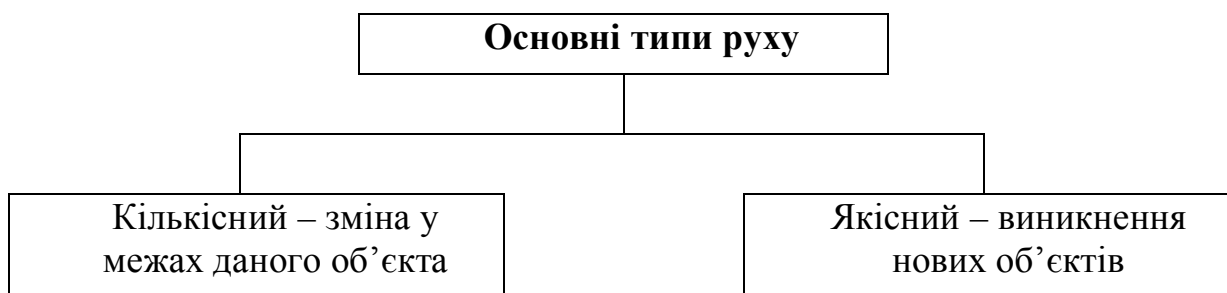 Основні типи руху
Кількісний – зміна у
межах даного об’єкта
Якісний – виникнення
нових об’єктів